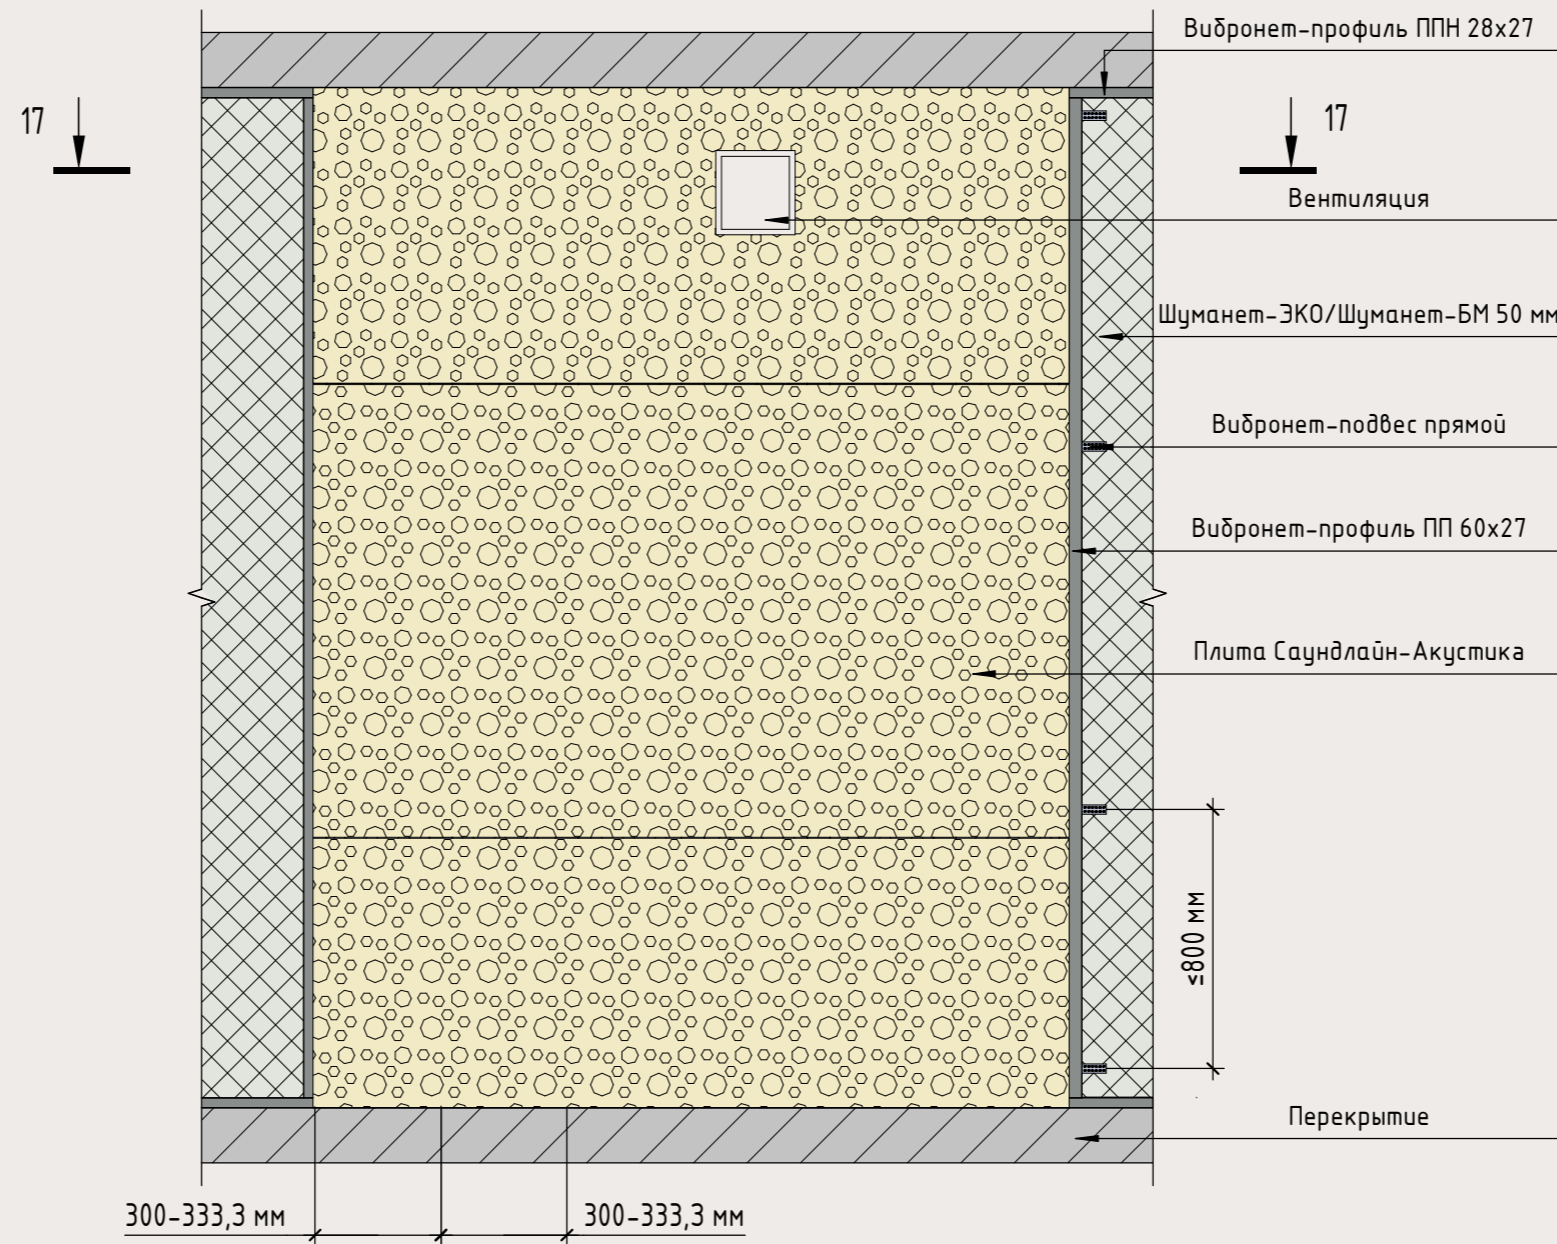 Вибронет-профиль ППН 28х27
17
17
Вентиляция
Шуманет-ЭКО/Шуманет-БМ 50 мм
Вибронет-подвес прямой
Вибронет-профиль ПП 60х27
Плита Саундлайн-Акустика
≤800 мм
Перекрытие
300-333,3 мм
300-333,3 мм